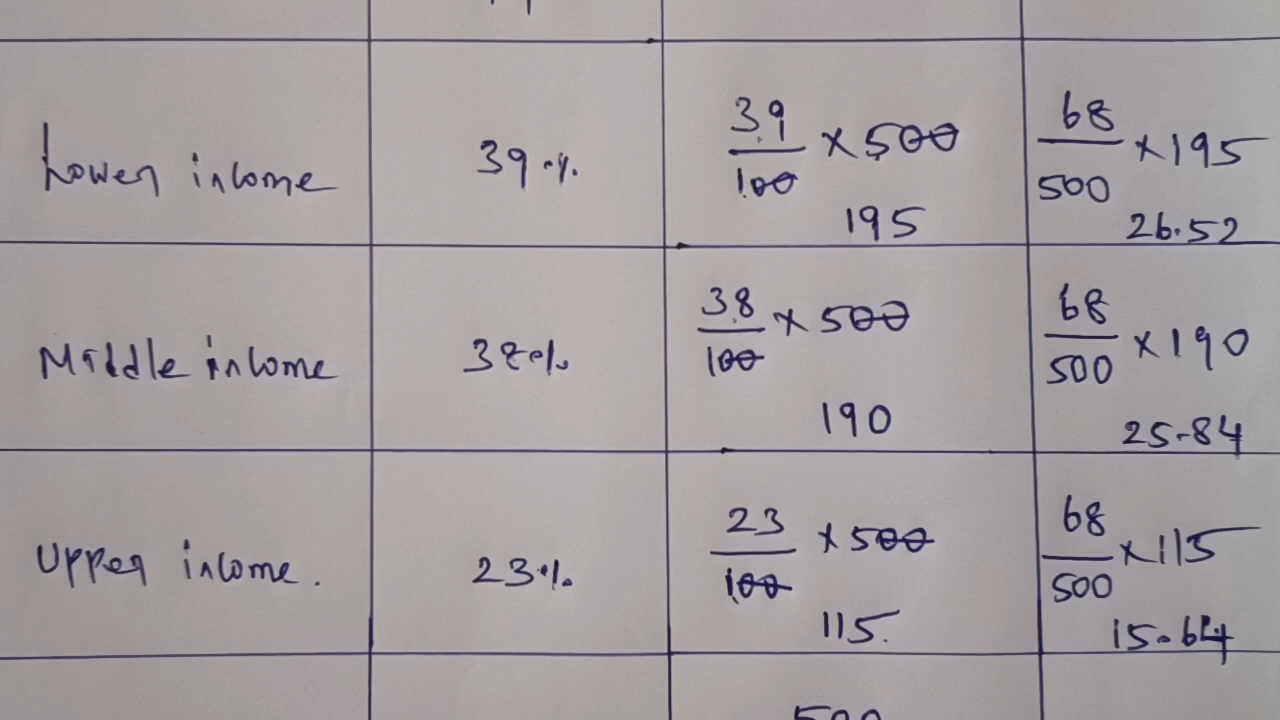 Lower income 39% 39/100 × 500 195 68/500 × 195 26.52
Middle income 38% 38/100 × 500 190 68/500 × 190 25.84
Upper income. 23% 23/100 × 500 115. 68/500 × 115 15.64
500